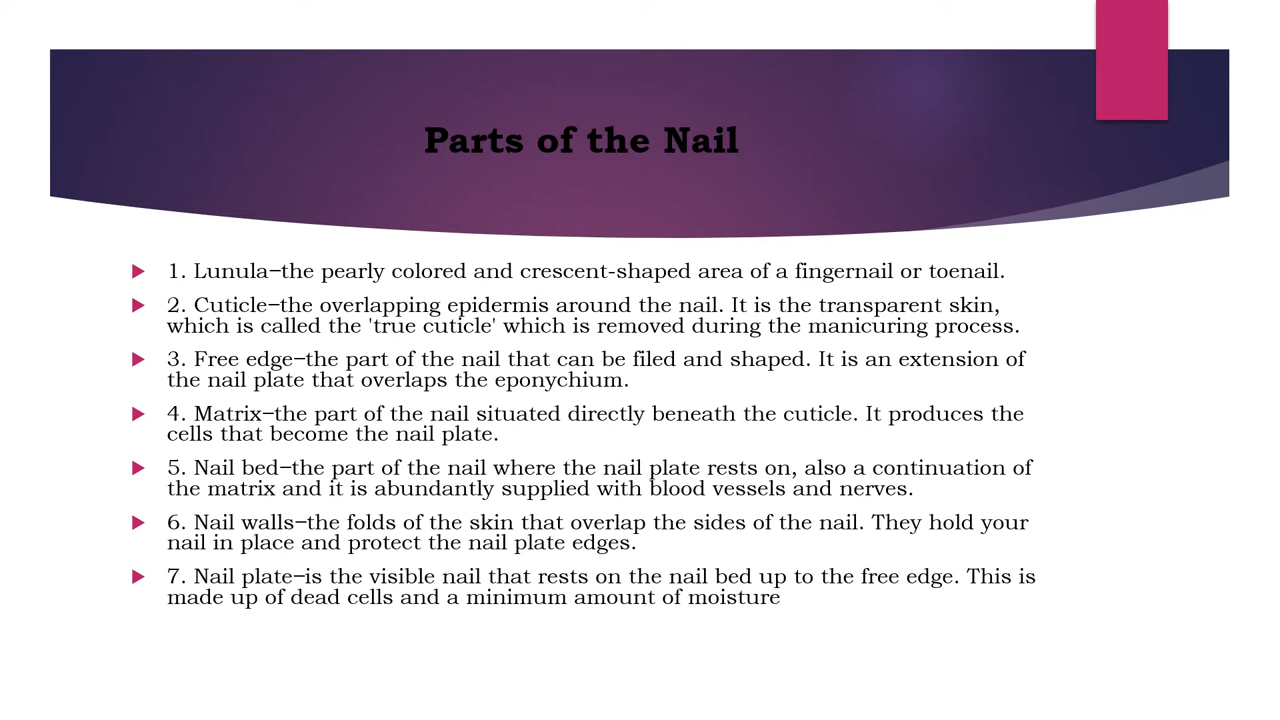 Parts of the Nail
1. Lunula–the pearly colored and crescent-shaped area of a fingernail or toenail.
2. Cuticle–the overlapping epidermis around the nail. It is the transparent skin,
which is called the 'true cuticle' which is removed during the manicuring process.
3. Free edge–the part of the nail that can be filed and shaped. It is an extension of
the nail plate that overlaps the eponychium.
4. Matrix–the part of the nail situated directly beneath the cuticle. It produces the
cells that become the nail plate.
5. Nail bed–the part of the nail where the nail plate rests on, also a continuation of
the matrix and it is abundantly supplied with blood vessels and nerves.
6. Nail walls–the folds of the skin that overlap the sides of the nail. They hold your
nail in place and protect the nail plate edges.
7. Nail plate–is the visible nail that rests on the nail bed up to the free edge. This is
made up of dead cells and a minimum amount of moisture